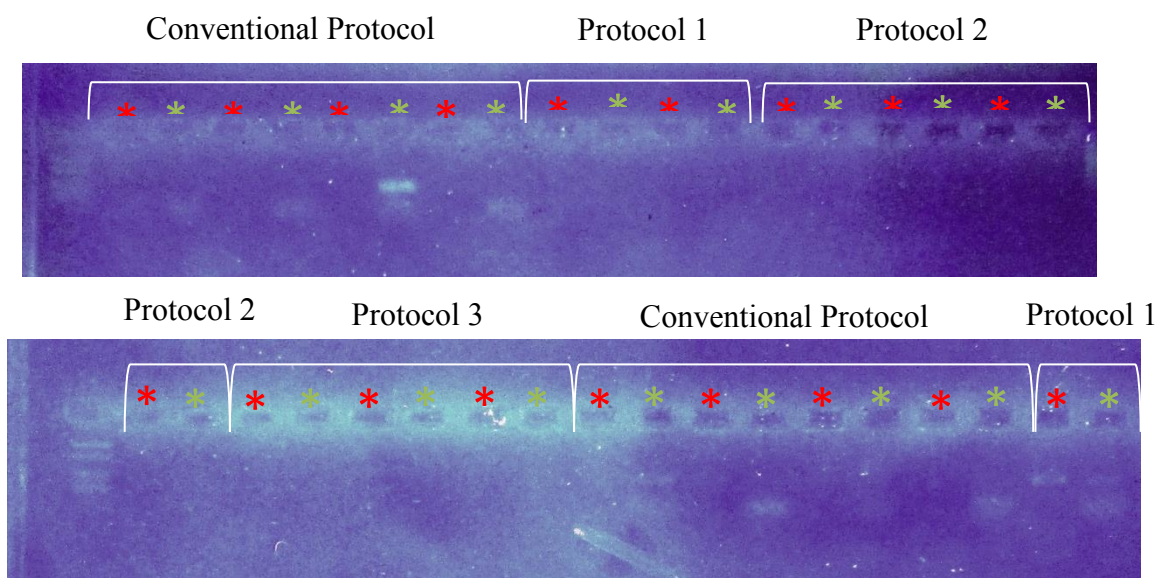 Conventional Protocol Protocol 1 Protocol 2
* * * * * * * * * * * * * * * * * *
Protocol 2 Protocol 3 Conventional Protocol Protocol 1
* * * * * * * * * * * * * * * * * *